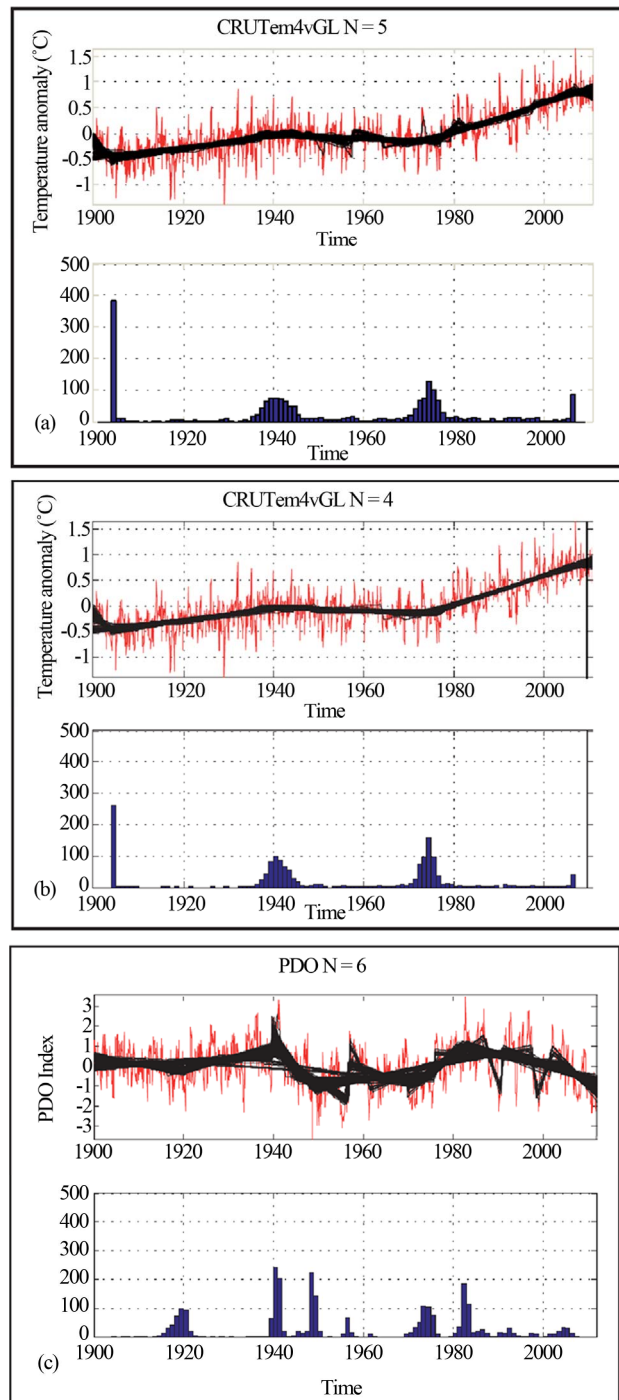 CRUTem4vGL N = 5
Temperature anomaly (˚C)
1.5
1
0.5
0
-0.5
-1
1900 1920 1940 1960 1980 2000
Time
500
400
300
200
100
0
1900 1920 1940 1960 1980 2000
Time
(a)
CRUTem4vGL N = 4
Temperature anomaly (˚C)
1.5
1
0.5
0
-0.5
-1
1900 1920 1940 1960 1980 2000
Time
500
400
300
200
100
0
1900 1920 1940 1960 1980 2000
Time
(b)
PDO N = 6
PDO Index
3
2
1
0
-1
-2
-3
1900 1920 1940 1960 1980 2000
500
400
300
200
100
0
1900 1920 1940 1960 1980 2000
Time
(c)